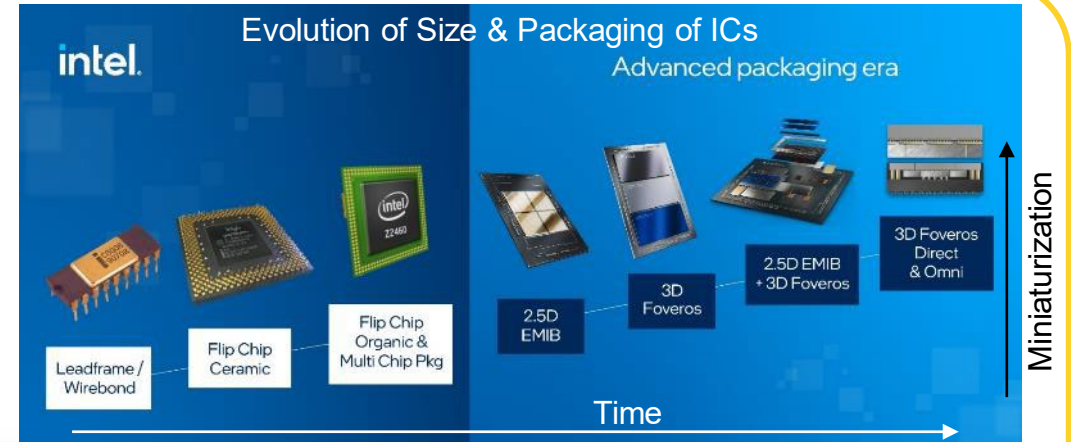 Evolution of Size & Packaging of ICs
intel.
Advanced packaging era
intel
Z2460
Leadframe /
Wirebond
Flip Chip
Ceramic
Flip Chip
Organic &
Multi Chip Pkg
2.5D
EMIB
3D
Foveros
2.5D EMIB
+ 3D Foveros
3D Foveros
Direct
& Omni
Miniaturization
Time